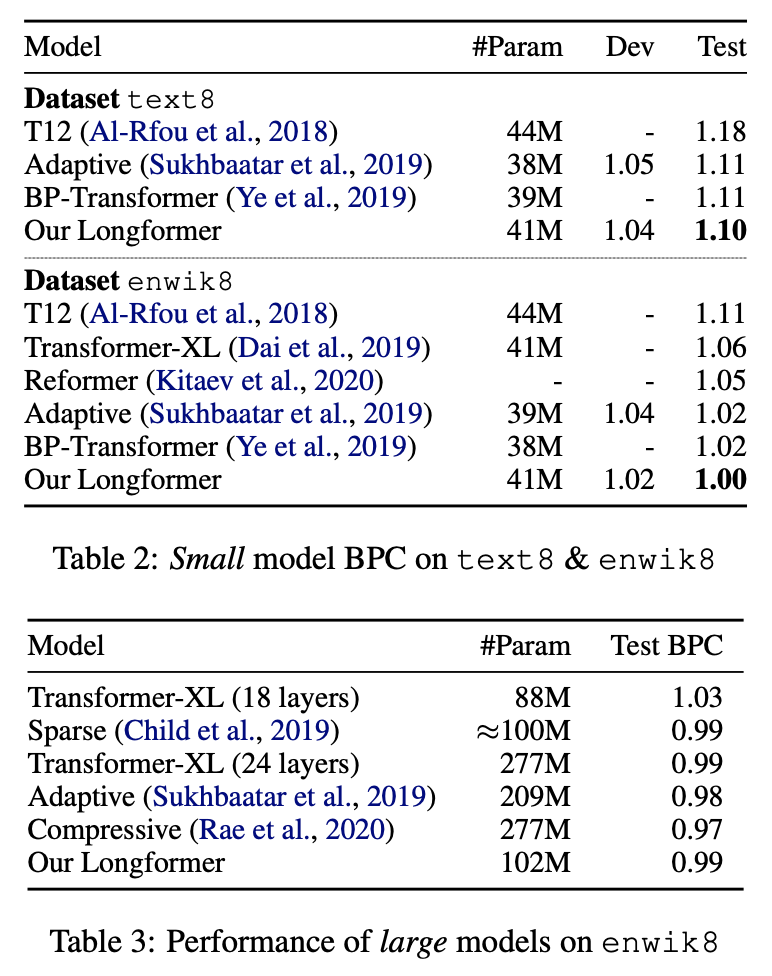 Model #Param Dev Test
Dataset text8
T12 (Al-Rfou et al., 2018) 44M - 1.18
Adaptive (Sukhbaatar et al., 2019) 38M 1.05 1.11
BP-Transformer (Ye et al., 2019) 39M - 1.11
Our Longformer 41M 1.04 1.10
Dataset enwik8
T12 (Al-Rfou et al., 2018) 44M - 1.11
Transformer-XL (Dai et al., 2019) 41M - 1.06
Reformer (Kitaev et al., 2020) - - 1.05
Adaptive (Sukhbaatar et al., 2019) 39M 1.04 1.02
BP-Transformer (Ye et al., 2019) 38M - 1.02
Our Longformer 41M 1.02 1.00
Table 2: Small model BPC on text8 & enwik8
Model #Param Test BPC
Transformer-XL (18 layers) 88M 1.03
Sparse (Child et al., 2019) ≈100M 0.99
Transformer-XL (24 layers) 277M 0.99
Adaptive (Sukhbaatar et al., 2019) 209M 0.98
Compressive (Rae et al., 2020) 277M 0.97
Our Longformer 102M 0.99
Table 3: Performance of large models on enwik8